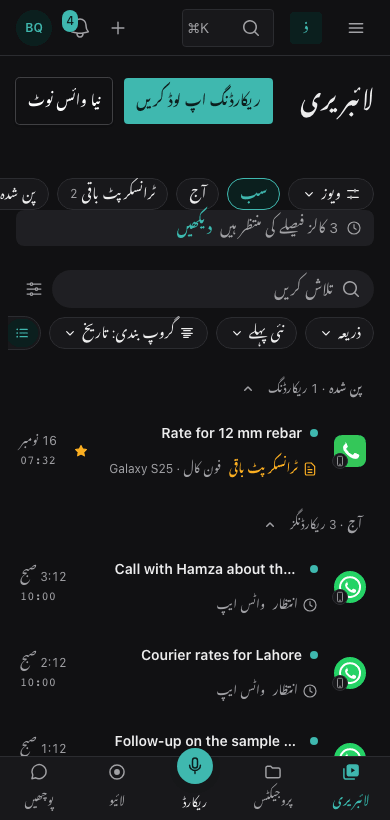 ذ
⌘K
4
BQ
لائبریری
ریکارڈنگ اپ لوڈ کریں
نیا وائس نوٹ
ویوز
سب
آج
ٹرانسکرپٹ باقی 2
پن شدہ
3 کالز فیصلے کی منتظر ہیں دیکھیں
تلاش کریں
ذریعہ
نئی پہلے
گروپ بندی: تاریخ
پن شدہ · 1 ریکارڈنگ
Rate for 12 mm rebar
16 نومبر
ٹرانسکرپٹ باقی فون کال · Galaxy S25
07:32
آج · 3 ریکارڈنگز
Call with Hamza about th...
3:12 صبح
انتظار واٹس ایپ
10:00
Courier rates for Lahore
2:12 صبح
انتظار واٹس ایپ
10:00
Follow-up on the sample ...
1:12 صبح
لائبریری
پروجیکٹس
ریکارڈ
لائیو
پوچھیں